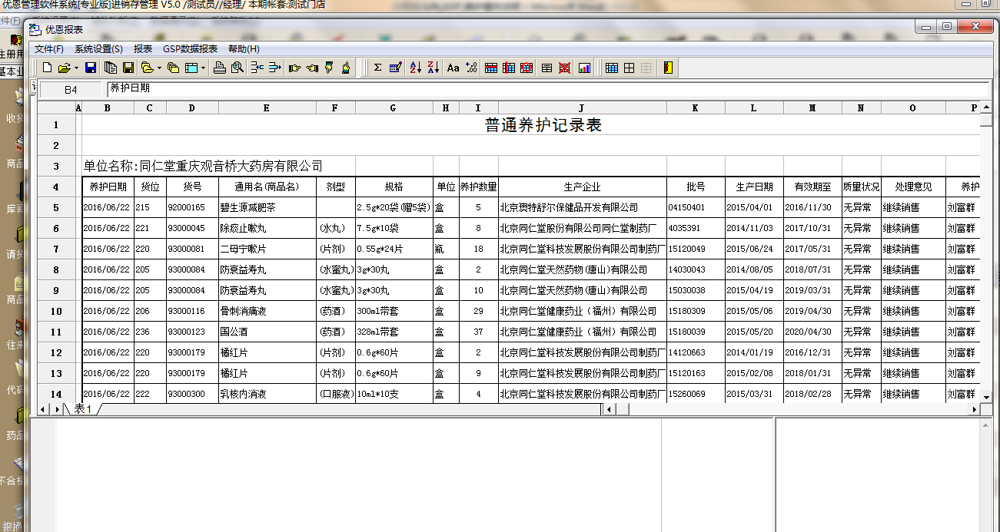 优恩管理软件系统[专业版]进销存管理 V5.0 /测试员//经理/ 本期帐套:测试门店
优恩报表
文件(F) 系统设置(S) 报表 GSP数据报表 帮助(H)
Σ Aa
B4 养护日期
A B C D E F G H I J K L M N O P
1 普通养护记录表
2
3 单位名称:同仁堂重庆观音桥大药房有限公司
4 养护日期 货位 货号 通用名(商品名) 剂型 规格 单位 养护数量 生产企业 批号 生产日期 有效期至 质量状况 处理意见 养护
5 2016/06/22 215 92000165 碧生源减肥茶 2.5g*20袋(赠5袋) 盒 5 北京澳特舒尔保健品开发有限公司 04150401 2015/04/01 2016/11/30 无异常 继续销售 刘富群
6 2016/06/22 221 93000045 除痰止嗽丸 (水丸) 7.5g*10袋 盒 8 北京同仁堂股份有限公司同仁堂制药厂 4035391 2014/11/03 2017/10/31 无异常 继续销售 刘富群
7 2016/06/22 220 93000081 二母宁嗽片 (片剂) 0.55g*24片 瓶 18 北京同仁堂科技发展股份有限公司制药厂 15120049 2015/06/24 2017/05/31 无异常 继续销售 刘富群
8 2016/06/22 205 93000084 防衰益寿丸 (水蜜丸) 3g*30丸 盒 2 北京同仁堂天然药物(唐山)有限公司 14030043 2014/08/05 2018/07/31 无异常 继续销售 刘富群
9 2016/06/22 205 93000084 防衰益寿丸 (水蜜丸) 3g*30丸 盒 10 北京同仁堂天然药物(唐山)有限公司 15030038 2015/04/19 2019/03/31 无异常 继续销售 刘富群
10 2016/06/22 206 93000116 骨刺消痛液 (药酒) 300ml带套 盒 29 北京同仁堂健康药业（福州）有限公司 15180309 2015/05/06 2019/04/30 无异常 继续销售 刘富群
11 2016/06/22 236 93000123 国公酒 (药酒) 328ml带套 盒 37 北京同仁堂健康药业（福州）有限公司 15180039 2015/05/20 2020/04/30 无异常 继续销售 刘富群
12 2016/06/22 220 93000179 橘红片 (片剂) 0.6g*60片 盒 2 北京同仁堂科技发展股份有限公司制药厂 14120663 2014/01/19 2016/12/31 无异常 继续销售 刘富群
13 2016/06/22 220 93000179 橘红片 (片剂) 0.6g*60片 盒 9 北京同仁堂科技发展股份有限公司制药厂 15120163 2015/02/08 2018/01/31 无异常 继续销售 刘富群
14 2016/06/22 222 93000300 乳核内消液 (口服液) 10ml*10支 盒 4 北京同仁堂科技发展股份有限公司制药厂 15260069 2015/03/31 2018/02/28 无异常 继续销售 刘富群
表1
基本业
收货
商品
库间
请货
商品
往来
代码
药品
不合格
报损